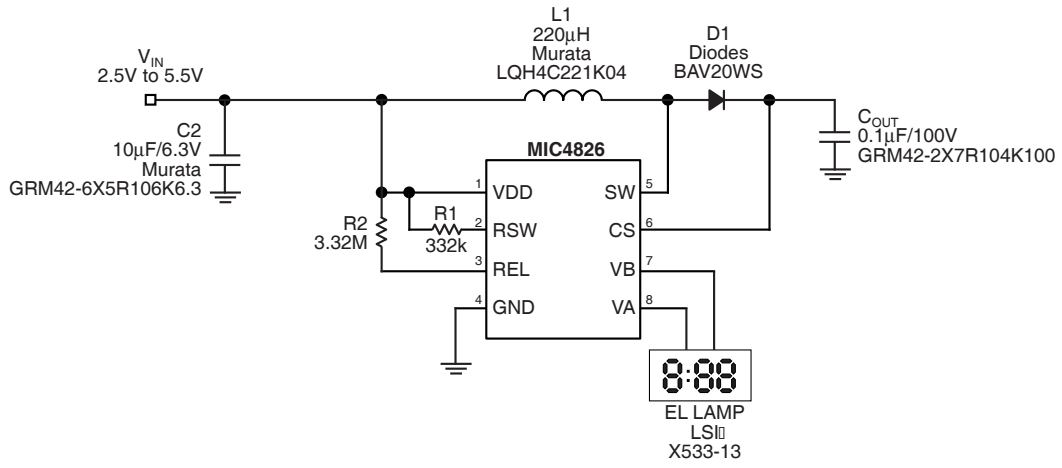 L1
220µH
Murata
LQH4C221K04
D1
Diodes
BAV20WS
VIN
2.5V to 5.5V
C2
10µF/6.3V
Murata
GRM42-6X5R106K6.3
COUT
0.1µF/100V
GRM42-2X7R104K100
MIC4826
1 VDD
SW 5
R2
3.32M
R1
332k
2 RSW
CS 6
3 REL
VB 7
4 GND
VA 8
8:88
EL LAMP
LSI
X533-13